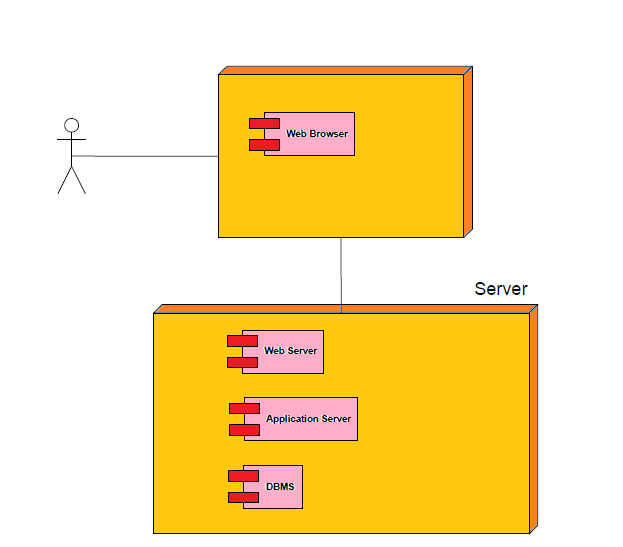 Web Browser
Server
Web Server
Application Server
DBMS